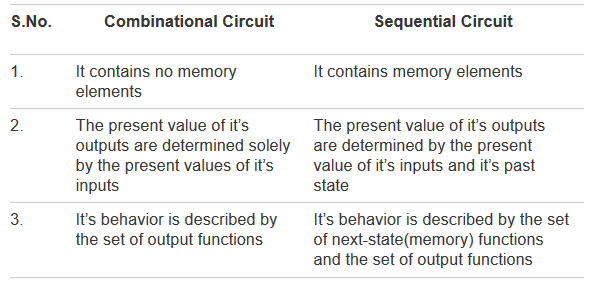 S.No. Combinational Circuit Sequential Circuit
1. It contains no memory It contains memory elements
elements
2. The present value of it's The present value of it's outputs
outputs are determined solely are determined by the present
by the present values of it's value of it's inputs and it's past
inputs state
3. It's behavior is described by It's behavior is described by the set
the set of output functions of next-state(memory) functions
and the set of output functions